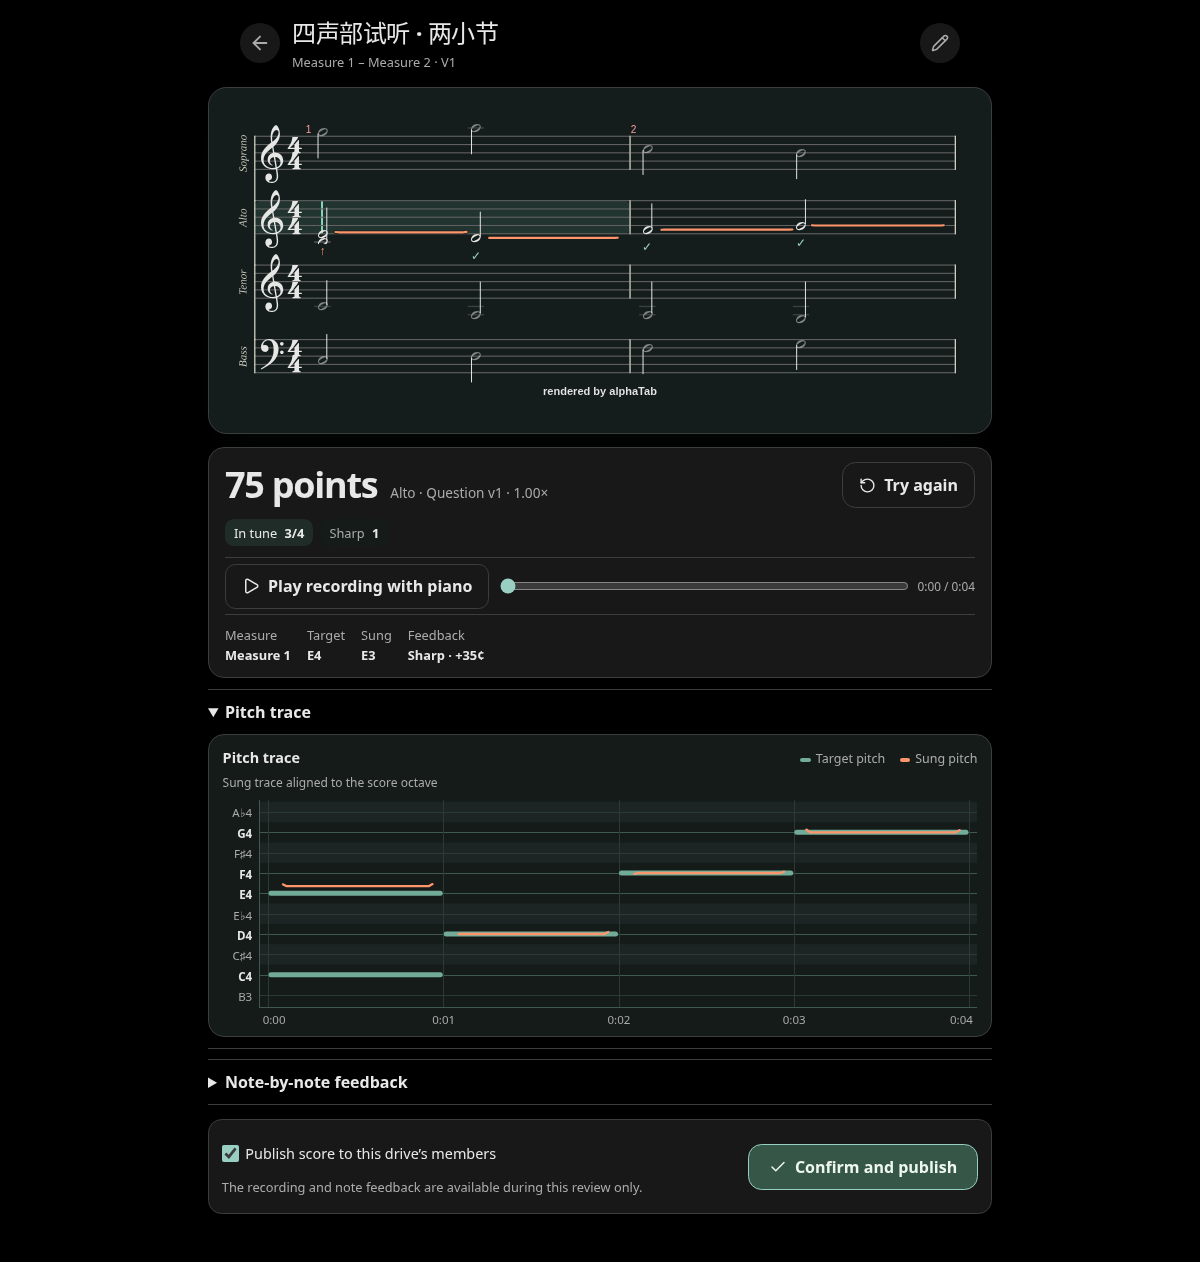 四声部试听 · 两小节
Measure 1 – Measure 2 · V1
1
2
Soprano
Alto
Tenor
Bass
rendered by alphaTab
75 points
Alto · Question v1 · 1.00×
Try again
In tune 3/4
Sharp 1
Play recording with piano
0:00 / 0:04
Measure Target Sung Feedback
Measure 1 E4 E3 Sharp · +35¢
▼ Pitch trace
Pitch trace
Target pitch
Sung pitch
Sung trace aligned to the score octave
A♭4
G4
F♯4
F4
E4
E♭4
D4
C♯4
C4
B3
0:00 0:01 0:02 0:03 0:04
▶ Note-by-note feedback
Publish score to this drive’s members
The recording and note feedback are available during this review only.
Confirm and publish